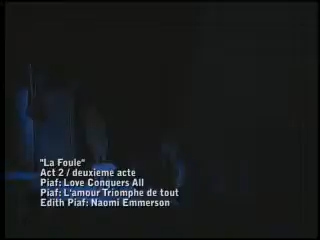 "La Foule"
Act 2 / deuxieme acte
Piaf: Love Conquers All
Piaf: L'amour Triomphe de tout
Edith Piaf: Naomi Emmerson